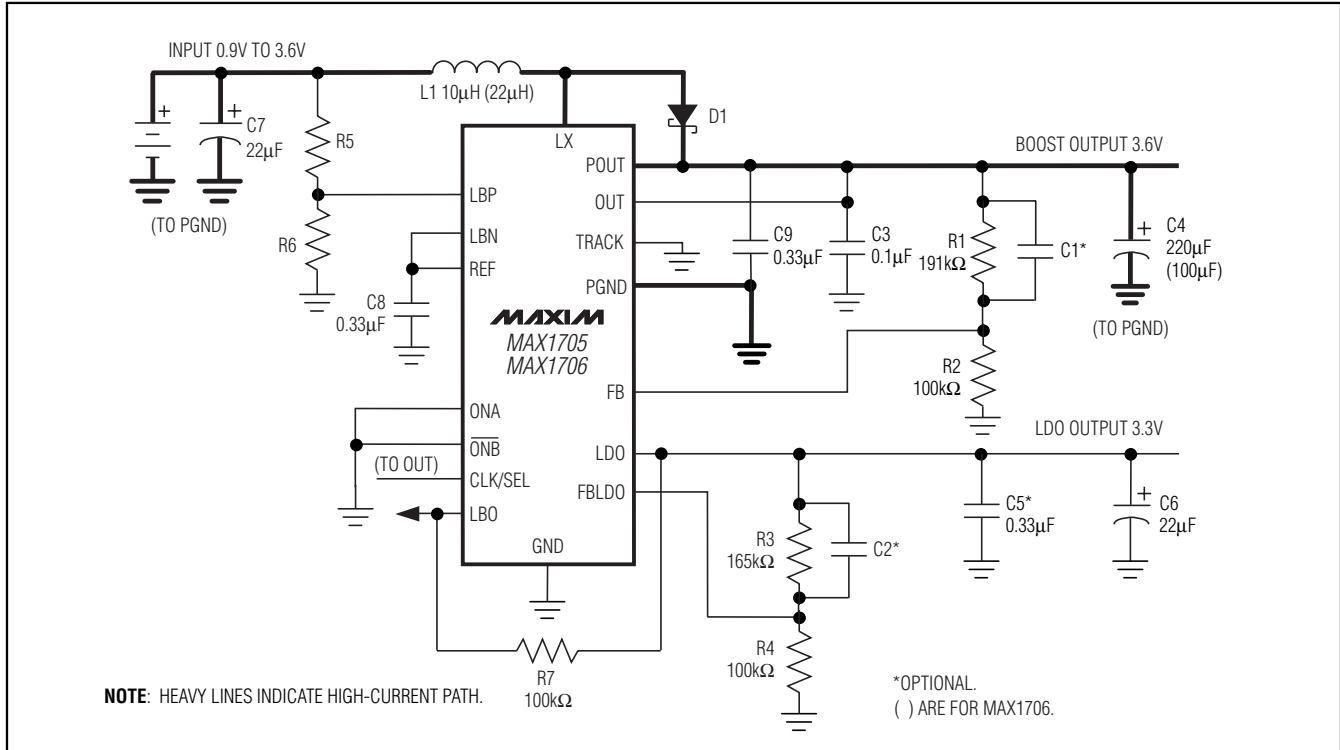 INPUT 0.9V TO 3.6V
L1 10µH (22µH)
D1
+
+
C7
22µF
R5
(TO PGND)
R6
LX
POUT
BOOST OUTPUT 3.6V
LBP
OUT
LBN
TRACK
REF
PGND
C8
0.33µF
C9
0.33µF
C3
0.1µF
R1
191kΩ
C1*
+
C4
220µF
(100µF)
(TO PGND)
MAXIM
MAX1705
MAX1706
R2
100kΩ
FB
ONA
ONB
(TO OUT)
CLK/SEL
LBO
GND
LDO
LDO OUTPUT 3.3V
FBLDO
R3
165kΩ
C2*
C5*
0.33µF
+
C6
22µF
R4
100kΩ
R7
100kΩ
NOTE: HEAVY LINES INDICATE HIGH-CURRENT PATH.
*OPTIONAL.
( ) ARE FOR MAX1706.